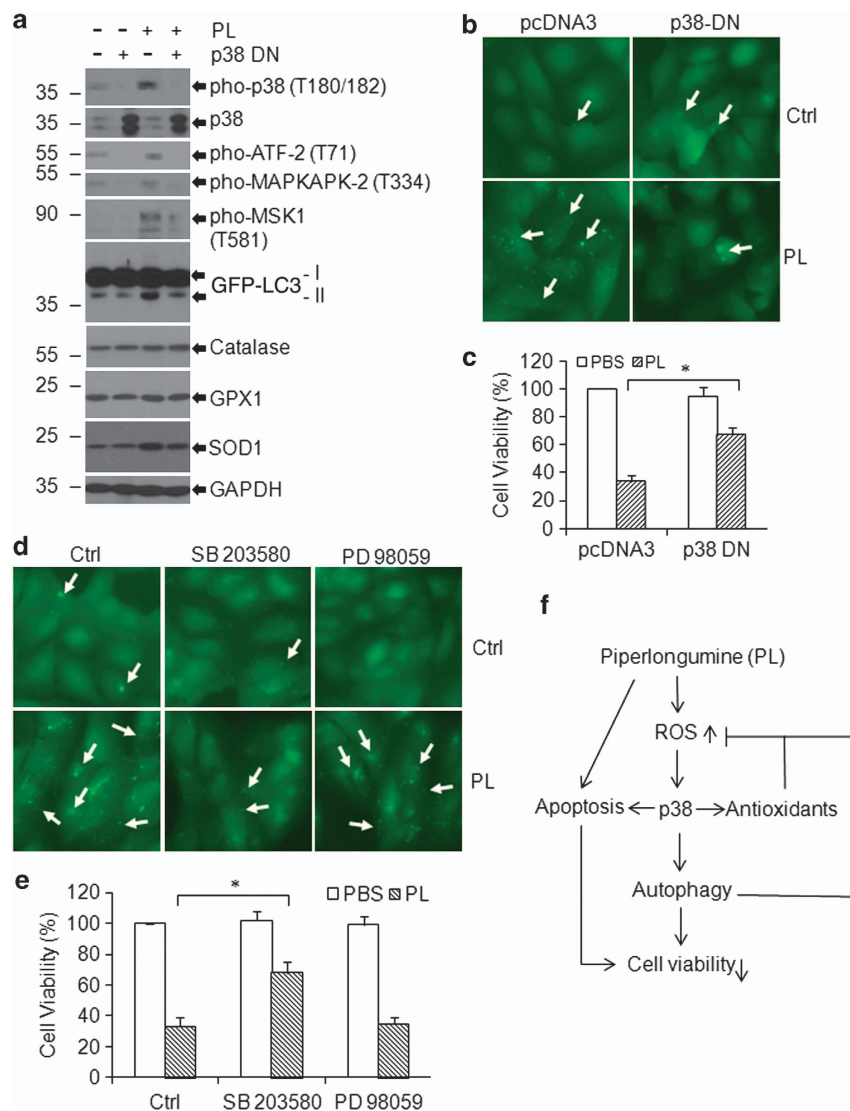 a
− − + + PL
− + − + p38 DN
35 − pho-p38 (T180/182)
35 − p38
55 − pho-ATF-2 (T71)
55 − pho-MAPKAPK-2 (T334)
90 − pho-MSK1
(T581)
GFP-LC3 - I
- II
35 −
55 − Catalase
25 − GPX1
25 − SOD1
35 − GAPDH
b
pcDNA3 p38-DN
Ctrl
PL
c
Cell Viability (%)
120
100
80
60
40
20
0
PBS PL
*
pcDNA3 p38 DN
d
Ctrl SB 203580 PD 98059
Ctrl
PL
e
Cell Viability (%)
120
100
80
60
40
20
0
* PBS PL
Ctrl SB 203580 PD 98059
f
Piperlongumine (PL)
ROS ↑
Apoptosis ← p38 → Antioxidants
Autophagy
Cell viability ↓